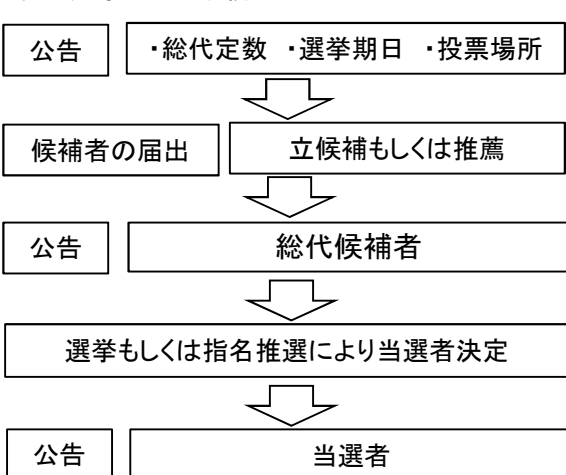 公告 ・総代定数 ・選挙期日 ・投票場所
候補者の届出 立候補もしくは推薦
公告 総代候補者
選挙もしくは指名推選により当選者決定
公告 当選者